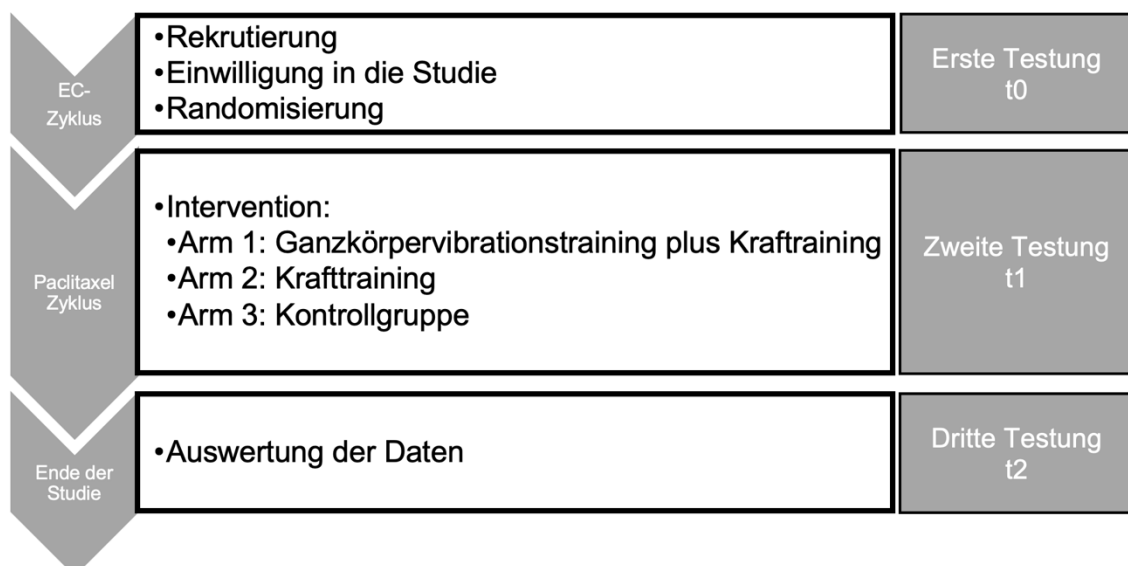 EC-
Zyklus
•Rekrutierung
•Einwilligung in die Studie
•Randomisierung
Erste Testung
t0
Paclitaxel
Zyklus
•Intervention:
•Arm 1: Ganzkörpervibrationstraining plus Kraftraining
•Arm 2: Krafttraining
•Arm 3: Kontrollgruppe
Zweite Testung
t1
Ende der
Studie
•Auswertung der Daten
Dritte Testung
t2